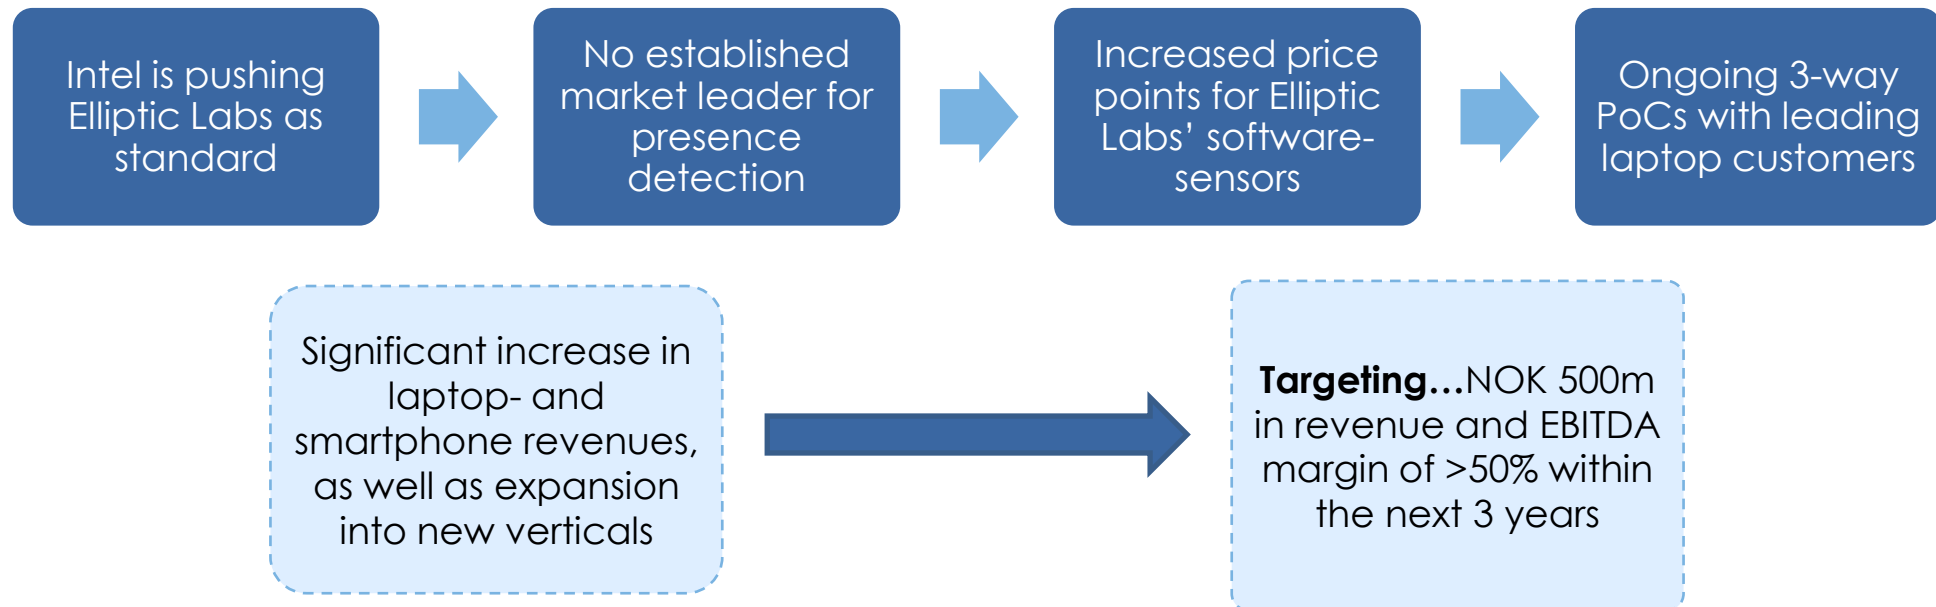 Intel is pushing
Elliptic Labs as
standard
No established
market leader for
presence
detection
Increased price
points for Elliptic
Labs’ software-
sensors
Ongoing 3-way
PoCs with leading
laptop customers
Significant increase in
laptop- and
smartphone revenues,
as well as expansion
into new verticals
Targeting…NOK 500m
in revenue and EBITDA
margin of >50% within
the next 3 years